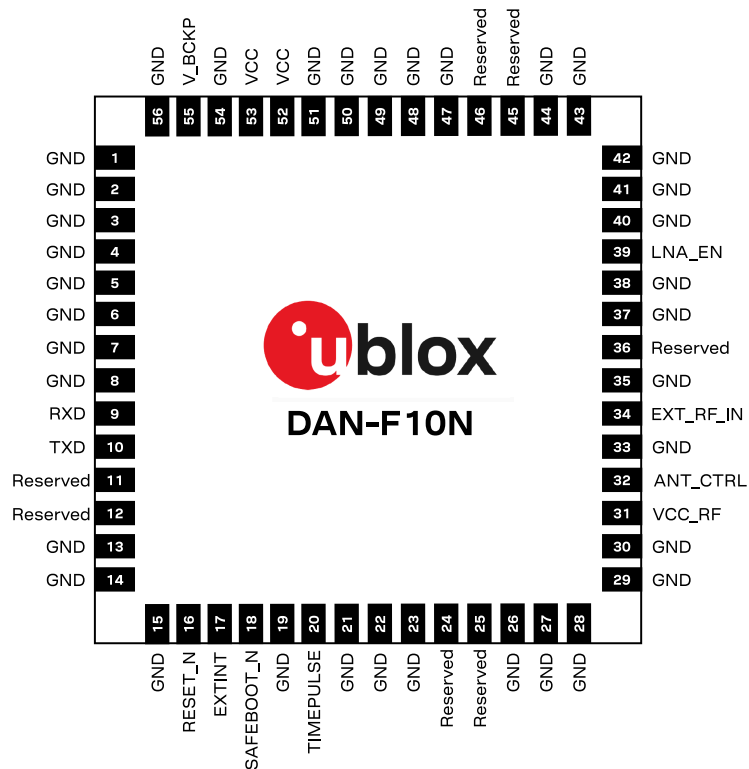 GND V_BCKP GND VCC VCC GND GND GND GND GND Reserved Reserved GND GND
56 55 54 53 52 51 50 49 48 47 46 45 44 43
GND 1
GND 2
GND 3
GND 4
GND 5
GND 6
GND 7
GND 8
RXD 9
TXD 10
Reserved 11
Reserved 12
GND 13
GND 14
ublox
DAN-F10N
42 GND
41 GND
40 GND
39 LNA_EN
38 GND
37 GND
36 Reserved
35 GND
34 EXT_RF_IN
33 GND
32 ANT_CTRL
31 VCC_RF
30 GND
29 GND
15 16 17 18 19 20 21 22 23 24 25 26 27 28
GND RESET_N EXTINT SAFEBOOT_N GND TIMEPULSE GND GND GND Reserved Reserved GND GND GND